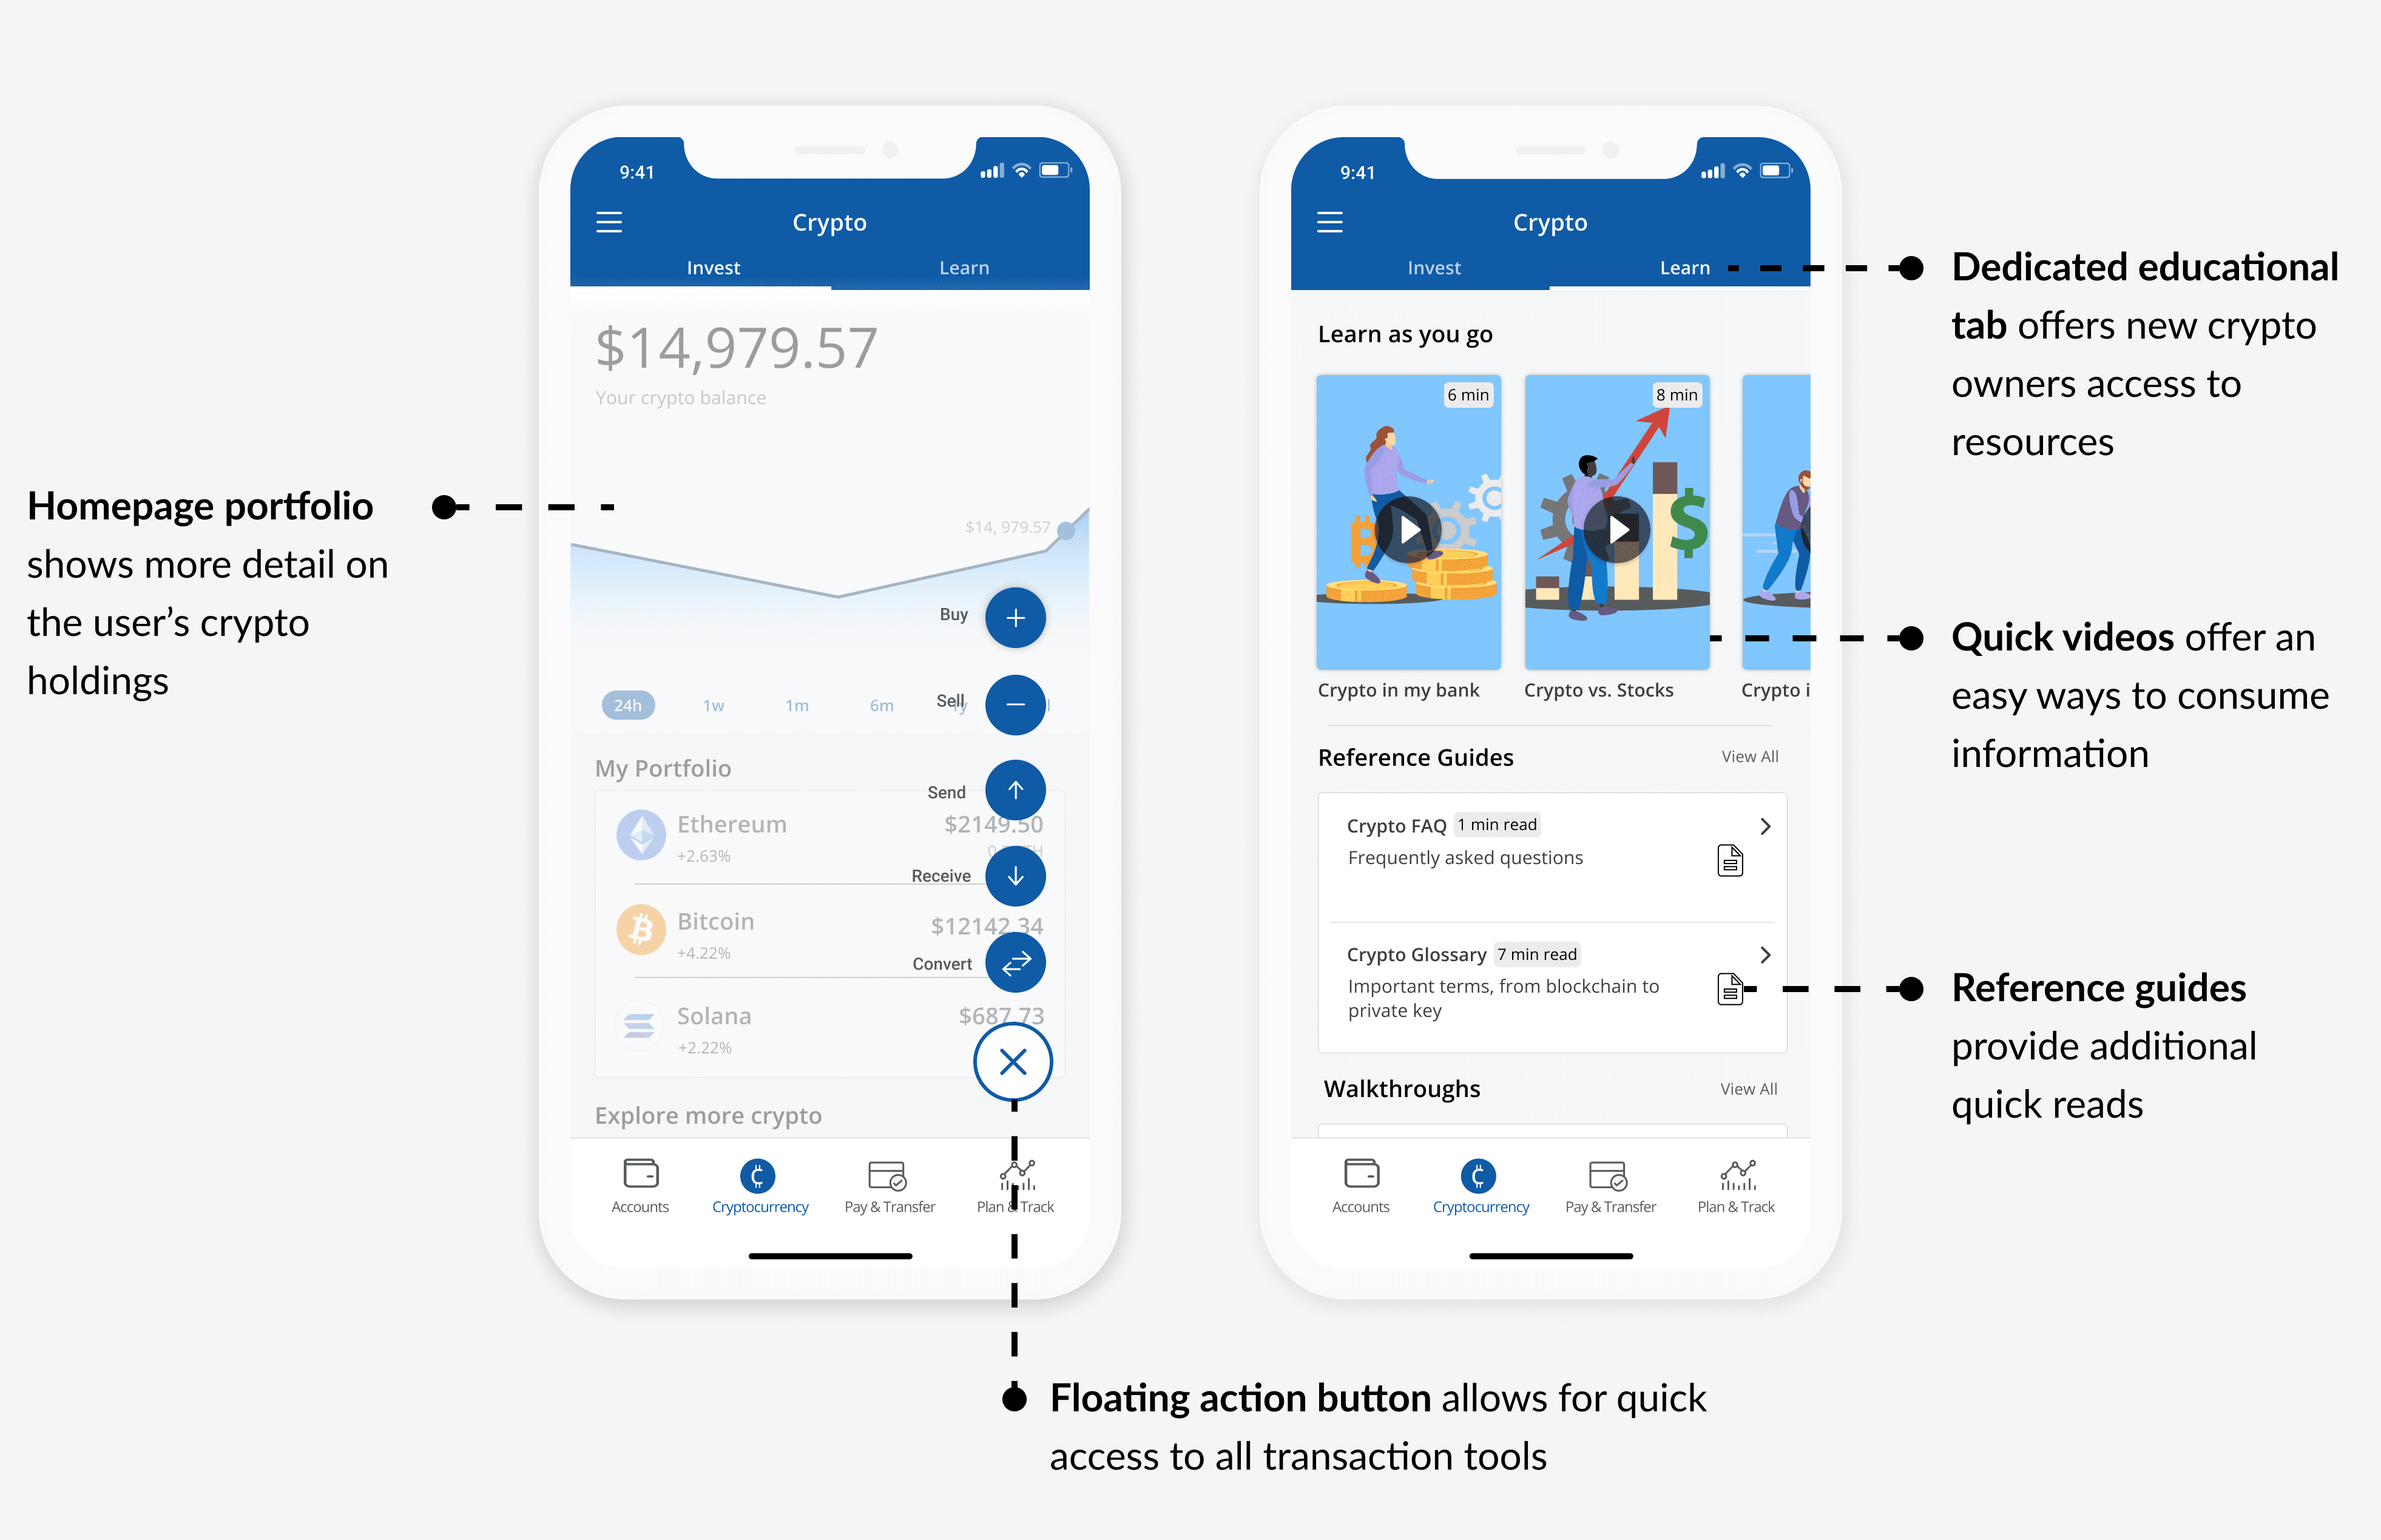 Homepage portfolio
shows more detail on
the user’s crypto
holdings
9:41
Crypto
Invest
Learn
$14,979.57
Your crypto balance
$14, 979.57
Buy
24h
1w
1m
6m
1y
Sell
My Portfolio
Send
Ethereum
$2149.50
+2.63%
Receive
Bitcoin
$12142.34
+4.22%
Convert
Solana
$687.73
+2.22%
Explore more crypto
Accounts
Cryptocurrency
Pay & Transfer
Plan & Track
Floating action button allows for quick
access to all transaction tools
9:41
Crypto
Invest
Learn
Learn as you go
6 min
8 min
Crypto in my bank
Crypto vs. Stocks
Crypto i
Reference Guides
View All
Crypto FAQ 1 min read
Frequently asked questions
Crypto Glossary 7 min read
Important terms, from blockchain to
private key
Walkthroughs
View All
Accounts
Cryptocurrency
Pay & Transfer
Plan & Track
Dedicated educational
tab offers new crypto
owners access to
resources
Quick videos offer an
easy ways to consume
information
Reference guides
provide additional
quick reads